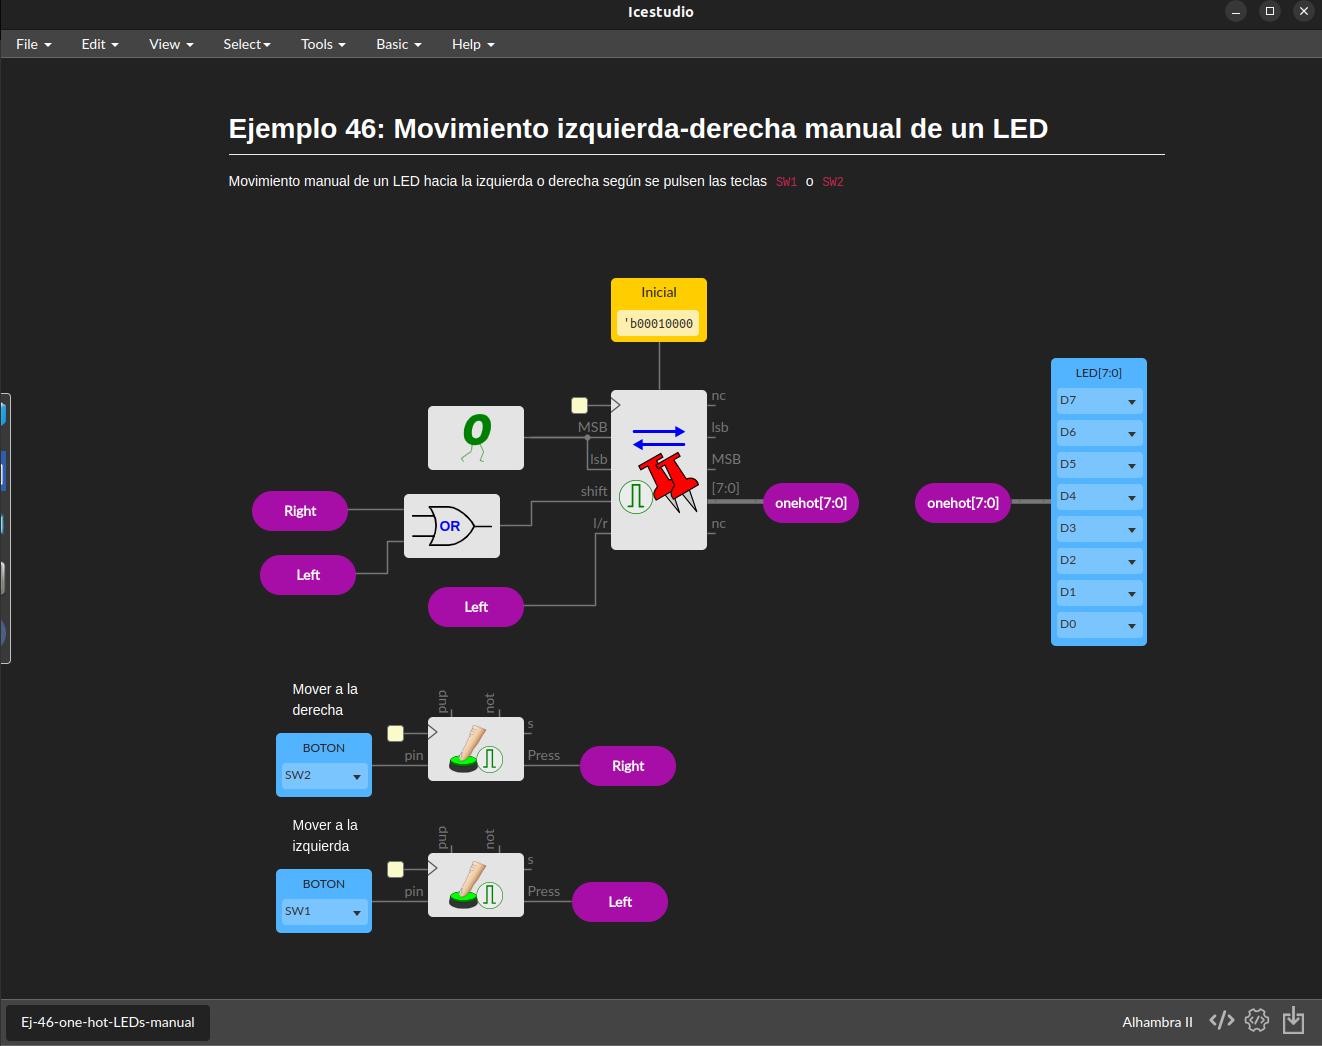 Icestudio
File Edit View Select Tools Basic Help
Ejemplo 46: Movimiento izquierda-derecha manual de un LED
Movimiento manual de un LED hacia la izquierda o derecha según se pulsen las teclas SW1 o SW2
Inicial
'b00010000
LED[7:0]
D7
D6
D5
D4
D3
D2
D1
D0
0
nc
MSB
lsb
lsb
MSB
shift
[7:0]
l/r
nc
onehot[7:0]
onehot[7:0]
Right
OR
Left
Left
Mover a la
derecha
pup
not
BOTON
SW2
pin
s
Press
Right
Mover a la
izquierda
pup
not
BOTON
SW1
pin
s
Press
Left
Ej-46-one-hot-LEDs-manual
Alhambra II